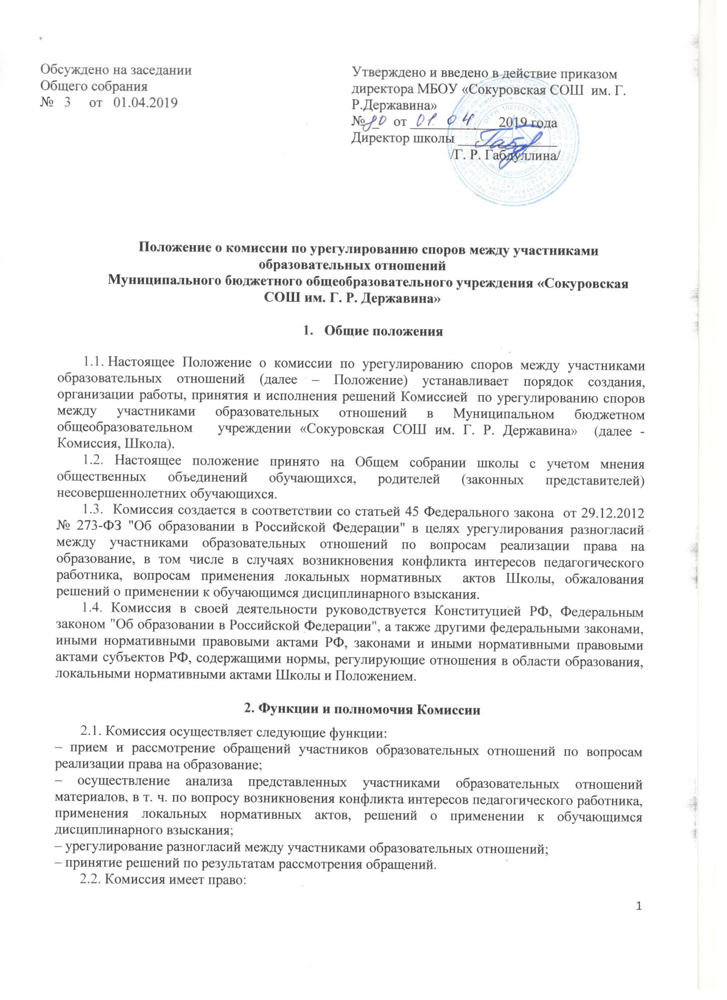 Обсуждено на заседании
Общего собрания
№ 3 от 01.04.2019
Утверждено и введено в действие приказом
директора МБОУ «Сокуровская СОШ им. Г.
Р.Державина»
№ 80 от 01. 04 2019 года
Директор школы
/Г. Р. Габдуллина/
ОГРН
ИНН 1624004093
Положение о комиссии по урегулированию споров между участниками
образовательных отношений
Муниципального бюджетного общеобразовательного учреждения «Сокуровская
СОШ им. Г. Р. Державина»
1. Общие положения
1.1. Настоящее Положение о комиссии по урегулированию споров между участниками
образовательных отношений (далее – Положение) устанавливает порядок создания,
организации работы, принятия и исполнения решений Комиссией по урегулированию споров
между участниками образовательных отношений в Муниципальном бюджетном
общеобразовательном учреждении «Сокуровская СОШ им. Г. Р. Державина» (далее -
Комиссия, Школа).
1.2. Настоящее положение принято на Общем собрании школы с учетом мнения
общественных объединений обучающихся, родителей (законных представителей)
несовершеннолетних обучающихся.
1.3. Комиссия создается в соответствии со статьей 45 Федерального закона от 29.12.2012
№ 273-ФЗ "Об образовании в Российской Федерации" в целях урегулирования разногласий
между участниками образовательных отношений по вопросам реализации права на
образование, в том числе в случаях возникновения конфликта интересов педагогического
работника, вопросам применения локальных нормативных актов Школы, обжалования
решений о применении к обучающимся дисциплинарного взыскания.
1.4. Комиссия в своей деятельности руководствуется Конституцией РФ, Федеральным
законом "Об образовании в Российской Федерации", а также другими федеральными законами,
иными нормативными правовыми актами РФ, законами и иными нормативными правовыми
актами субъектов РФ, содержащими нормы, регулирующие отношения в области образования,
локальными нормативными актами Школы и Положением.
2. Функции и полномочия Комиссии
2.1. Комиссия осуществляет следующие функции:
– прием и рассмотрение обращений участников образовательных отношений по вопросам
реализации права на образование;
– осуществление анализа представленных участниками образовательных отношений
материалов, в т. ч. по вопросу возникновения конфликта интересов педагогического работника,
применения локальных нормативных актов, решений о применении к обучающимся
дисциплинарного взыскания;
– урегулирование разногласий между участниками образовательных отношений;
– принятие решений по результатам рассмотрения обращений.
2.2. Комиссия имеет право:
1